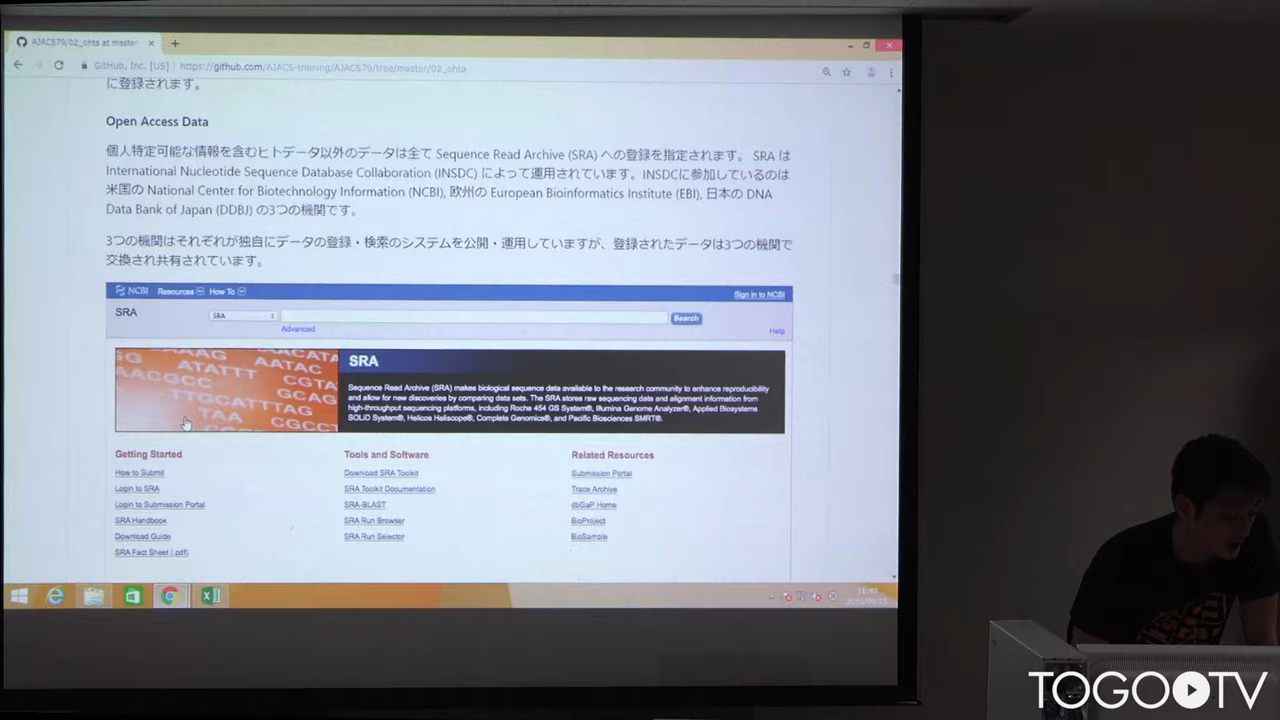 AJACS79/02_ohta at master
GitHub, Inc. [US] | https://github.com/AJACS-training/AJACS79/tree/master/02_ohta
に登録されます。
Open Access Data
個人特定可能な情報を含むヒトデータ以外のデータは全て Sequence Read Archive (SRA) への登録を指定されます。 SRA は
International Nucleotide Sequence Database Collaboration (INSDC) によって運用されています。INSDCに参加しているのは
米国の National Center for Biotechnology Information (NCBI), 欧州の European Bioinformatics Institute (EBI), 日本の DNA
Data Bank of Japan (DDBJ) の3つの機関です。
3つの機関はそれぞれが独自にデータの登録・検索のシステムを公開・運用していますが、登録されたデータは3つの機関で
交換され共有されています。
NCBI Resources How To Sign in to NCBI
SRA SRA Search
Advanced Help
SRA
Sequence Read Archive (SRA) makes biological sequence data available to the research community to enhance reproducibility
and allow for new discoveries by comparing data sets. The SRA stores raw sequencing data and alignment information from
high-throughput sequencing platforms, including Roche 454 GS System®, Illumina Genome Analyzer®, Applied Biosystems
SOLiD System®, Helicos Heliscope®, Complete Genomics®, and Pacific Biosciences SMRT®.
AACATA
ATATTT AACGCC
AATAC
CGTA
GCAG
TTGCATTTAG
TAA
CGCCT
Getting Started
How to Submit
Login to SRA
Login to Submission Portal
SRA Handbook
Download Guide
SRA Fact Sheet (.pdf)
Tools and Software
Download SRA Toolkit
SRA Toolkit Documentation
SRA-BLAST
SRA Run Browser
SRA Run Selector
Related Resources
Submission Portal
Trace Archive
dbGaP Home
BioProject
BioSample
11:40
TOGO TV